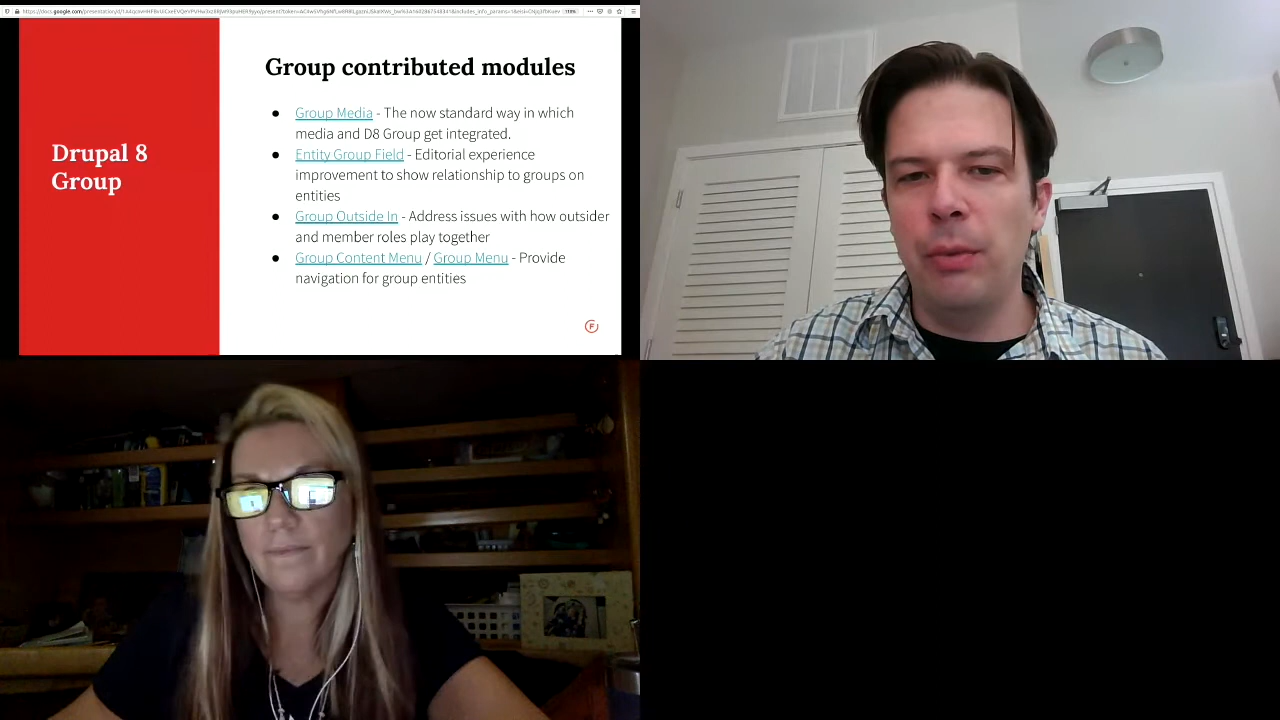 Group contributed modules
Drupal 8
Group
● Group Media - The now standard way in which
media and D8 Group get integrated.
● Entity Group Field - Editorial experience
improvement to show relationship to groups on
entities
● Group Outside In - Address issues with how outsider
and member roles play together
● Group Content Menu / Group Menu - Provide
navigation for group entities
F